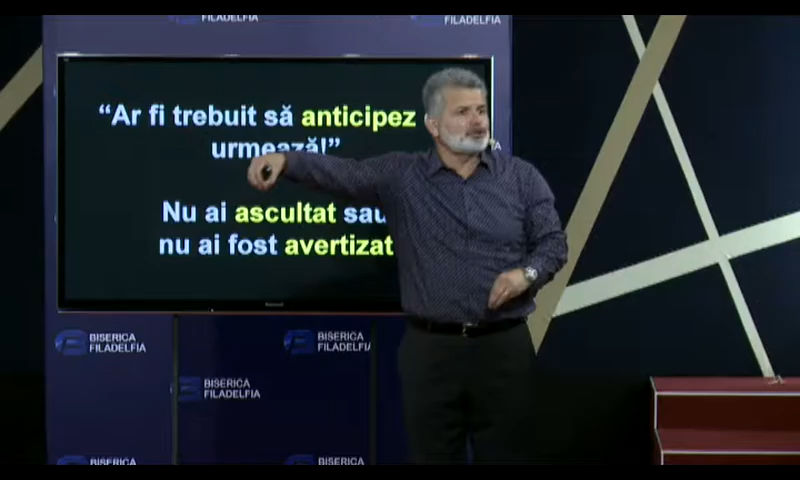 FILADELFIA
FILADELFIA
“Ar fi trebuit să anticipez
urmează!”
Nu ai ascultat sau
nu ai fost avertizat
BISERICA
FILADELFIA
BISERICA
FILADELFIA
BISERICA
FILADELFIA
BISERICA
BISERICA